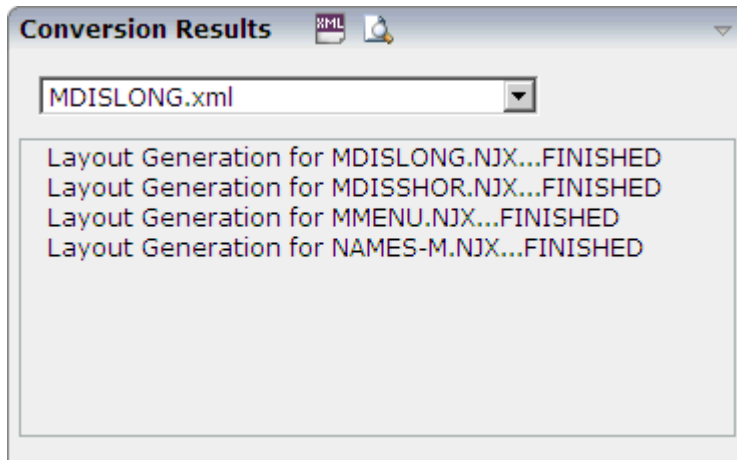 Conversion Results XML
MDISLONG.xml
Layout Generation for MDISLONG.NJX...FINISHED
Layout Generation for MDISSHOR.NJX...FINISHED
Layout Generation for MMENU.NJX...FINISHED
Layout Generation for NAMES-M.NJX...FINISHED